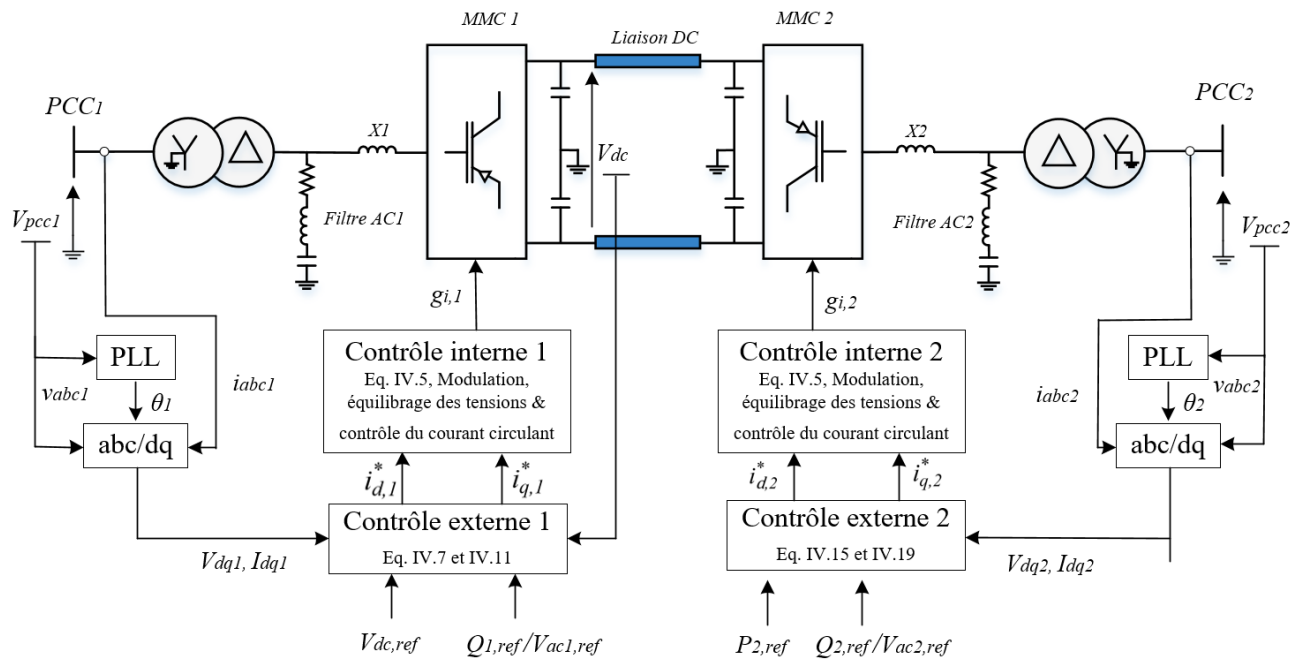 MMC 1
MMC 2
Liaison DC
PCC1
PCC2
X1
X2
Vdc
Filtre AC1
Filtre AC2
Vpcc1
Vpcc2
gi,1
gi,2
Contrôle interne 1
Eq. IV.5, Modulation,
équilibrage des tensions &
contrôle du courant circulant
Contrôle interne 2
Eq. IV.5, Modulation,
équilibrage des tensions &
contrôle du courant circulant
PLL
PLL
vabc1
θ1
iabc1
iabc2
θ2
vabc2
abc/dq
abc/dq
i*d,1
i*q,1
i*d,2
i*q,2
Contrôle externe 1
Eq. IV.7 et IV.11
Contrôle externe 2
Eq. IV.15 et IV.19
Vdq1, Idq1
Vdq2, Idq2
Vdc,ref
Q1,ref/Vac1,ref
P2,ref
Q2,ref/Vac2,ref